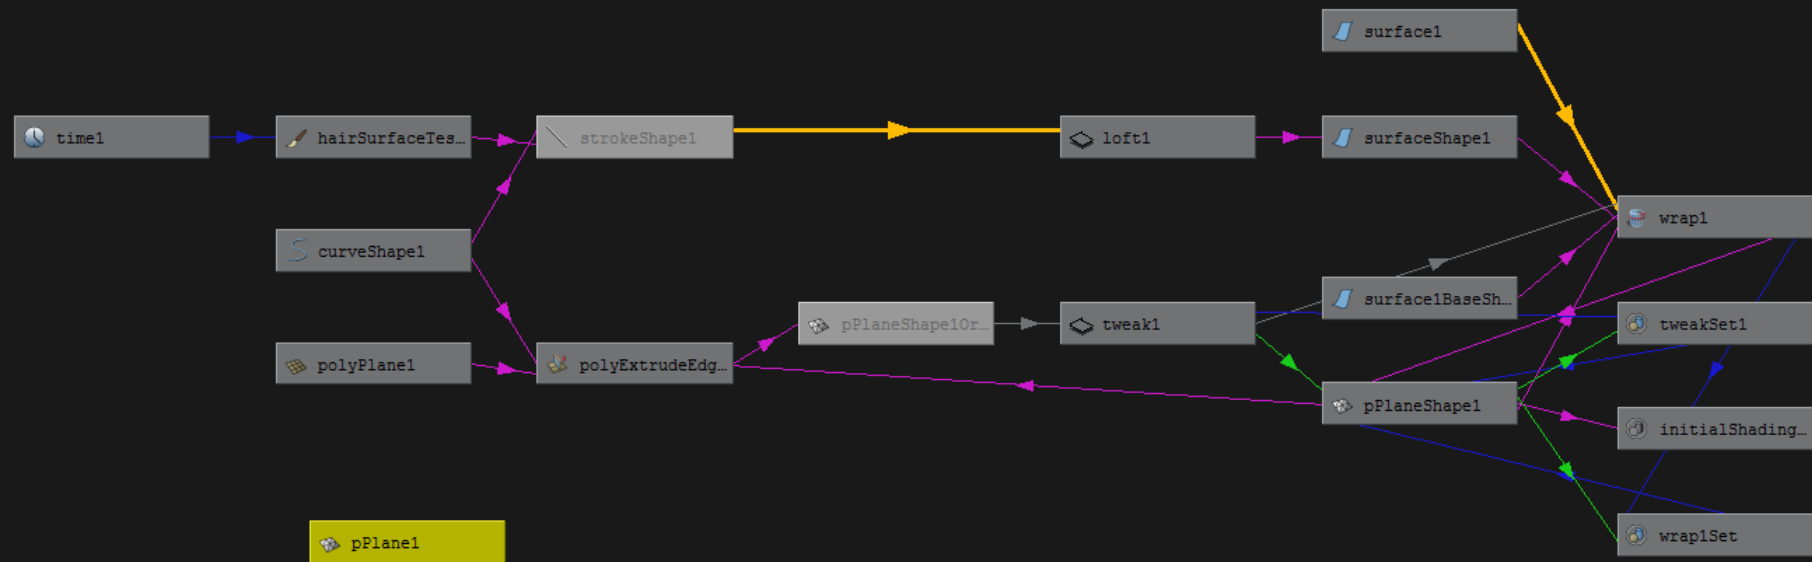 surface1
time1
hairSurfaceTes…
strokeShape1
loft1
surfaceShape1
wrap1
curveShape1
surface1BaseSh…
pPlaneShape1Or…
tweak1
tweakSet1
polyPlane1
polyExtrudeEdg…
pPlaneShape1
initialShading…
wrap1Set
pPlane1